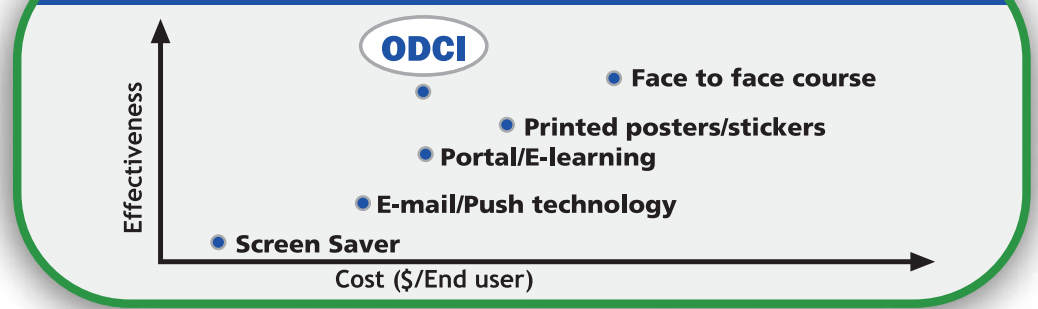 ODCI
Face to face course
Printed posters/stickers
Portal/E-learning
E-mail/Push technology
Screen Saver
Effectiveness
Cost ($/End user)